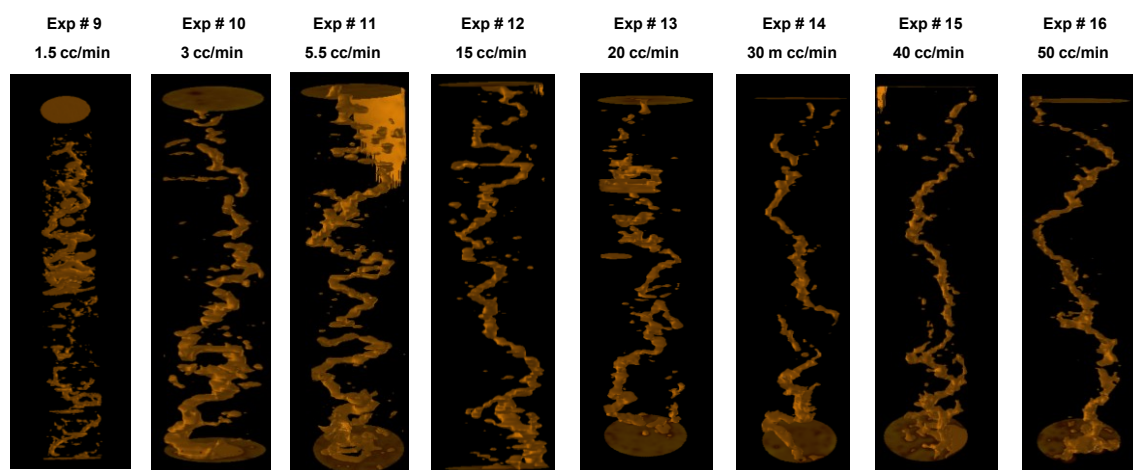 Exp # 9
1.5 cc/min
Exp # 10
3 cc/min
Exp # 11
5.5 cc/min
Exp # 12
15 cc/min
Exp # 13
20 cc/min
Exp # 14
30 m cc/min
Exp # 15
40 cc/min
Exp # 16
50 cc/min